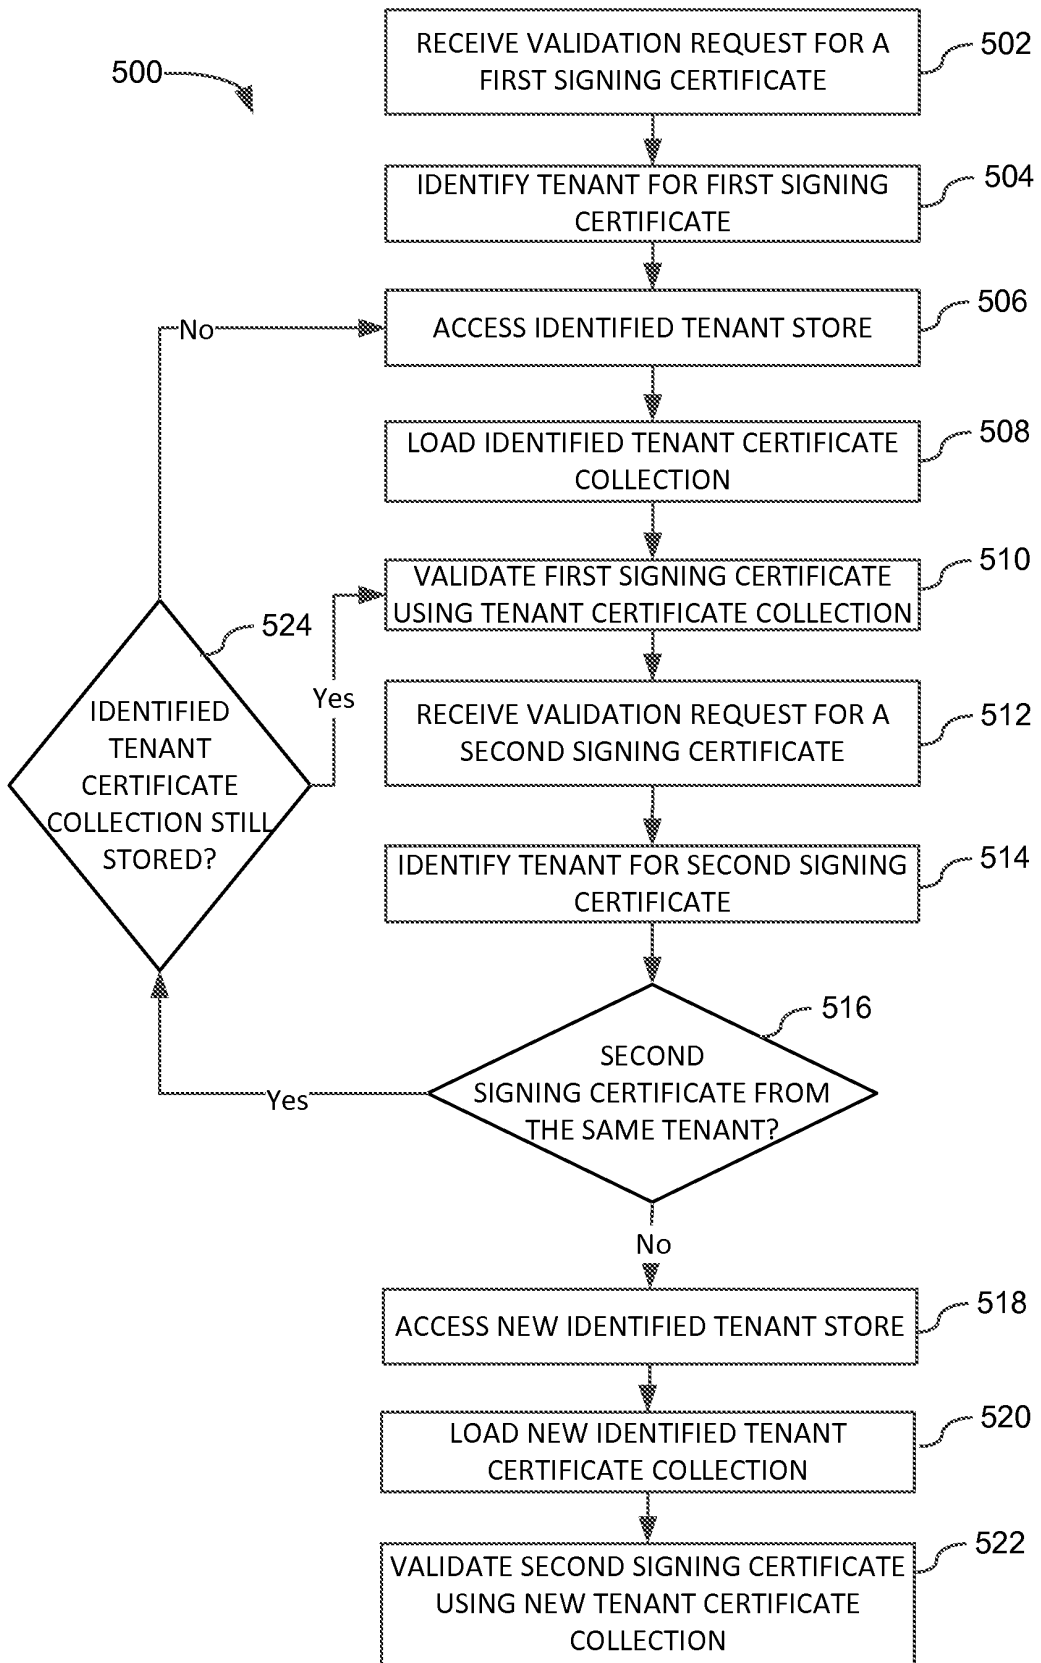 500
RECEIVE VALIDATION REQUEST FOR A
FIRST SIGNING CERTIFICATE
502
IDENTIFY TENANT FOR FIRST SIGNING
CERTIFICATE
504
ACCESS IDENTIFIED TENANT STORE
506
No
LOAD IDENTIFIED TENANT CERTIFICATE
COLLECTION
508
VALIDATE FIRST SIGNING CERTIFICATE
USING TENANT CERTIFICATE COLLECTION
510
524
IDENTIFIED
TENANT
CERTIFICATE
COLLECTION STILL
STORED?
Yes
RECEIVE VALIDATION REQUEST FOR A
SECOND SIGNING CERTIFICATE
512
IDENTIFY TENANT FOR SECOND SIGNING
CERTIFICATE
514
516
SECOND
SIGNING CERTIFICATE FROM
THE SAME TENANT?
Yes
No
ACCESS NEW IDENTIFIED TENANT STORE
518
LOAD NEW IDENTIFIED TENANT
CERTIFICATE COLLECTION
520
VALIDATE SECOND SIGNING CERTIFICATE
USING NEW TENANT CERTIFICATE
COLLECTION
522